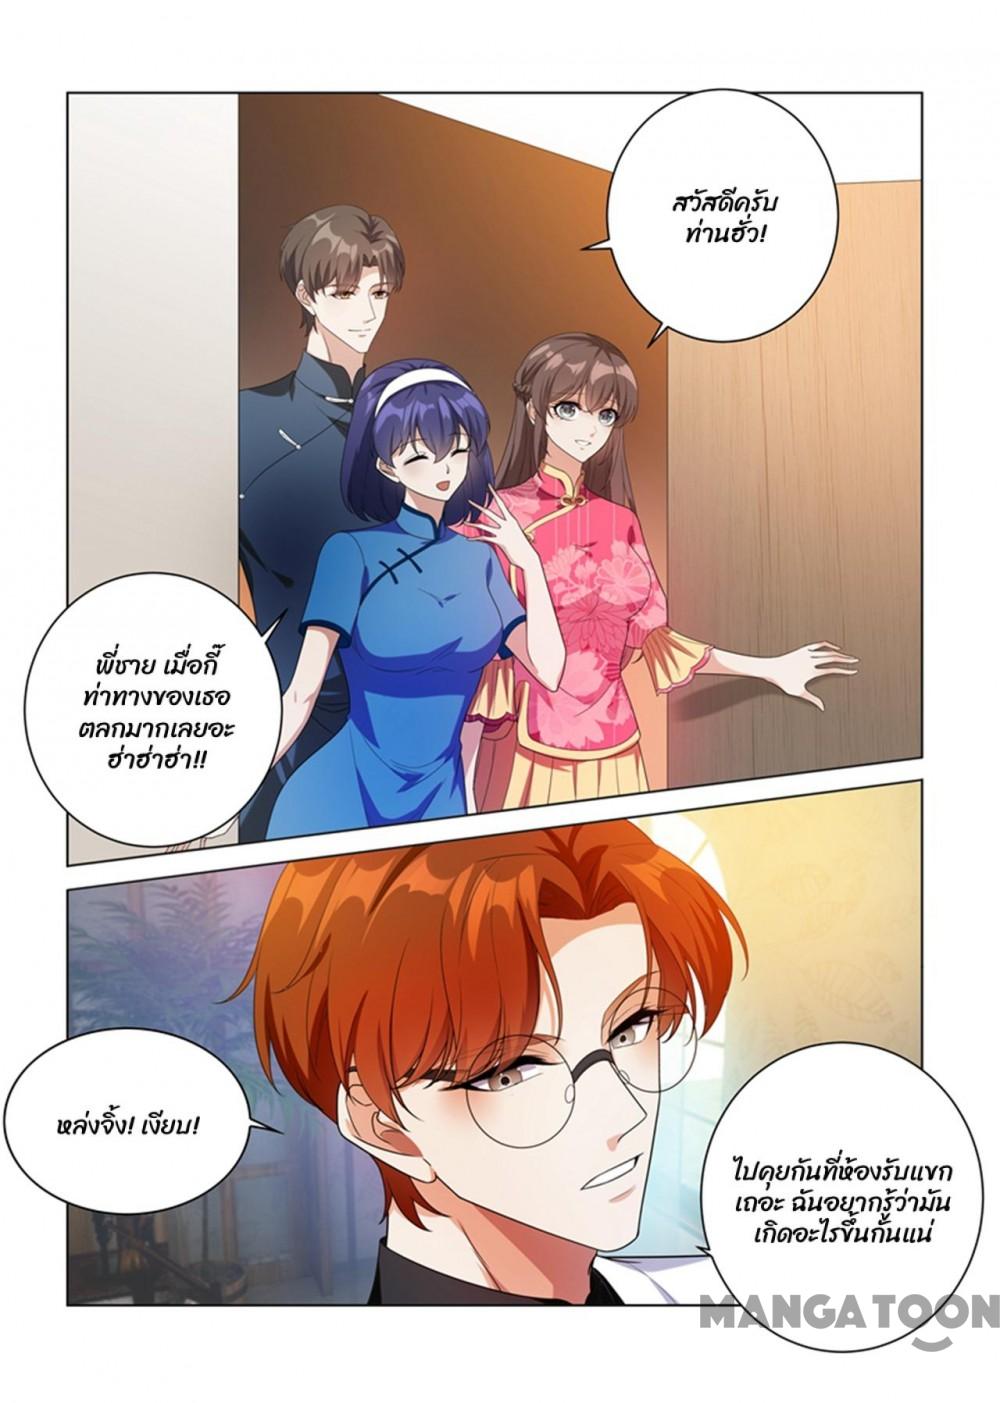 สวัสดีครับ
ท่านฮั่ว!
พี่ชาย เมื่อกี๊
ท่าทางของเธอ
ตลกมากเลยอะ
ฮ่าฮ่าฮ่า!!
หล่งจิ้ง! เงียบ!
ไปคุยกันที่ห้องรับแขก
เถอะ ฉันอยากรู้ว่ามัน
เกิดอะไรขึ้นกันแน่
MANGATOON